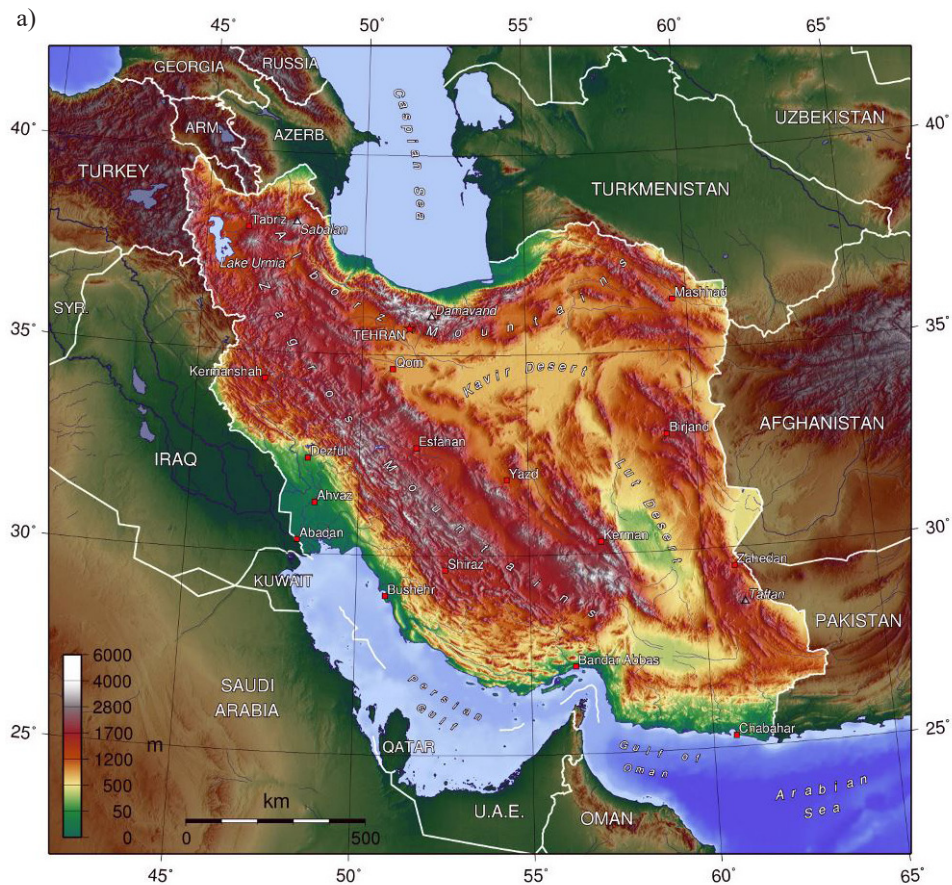 a)
45° 50° 55° 60° 65°
GEORGIA
RUSSIA
Caspian Sea
UZBEKISTAN
40°
40°
ARM.
AZERB.
TURKEY
TURKMENISTAN
Tabriz
Sabalan
Lake Urmia
Alborz Mountains
Mashhad
SYR.
Damavand
35°
35°
TEHRAN
Qom
Kavir Desert
Kermanshah
Zagros Mountains
AFGHANISTAN
Birjand
Esfahan
Dezful
IRAQ
Yazd
Lut Desert
Ahvaz
30°
30°
Abadan
Kerman
Zahedan
Shiraz
KUWAIT
Bushehr
Taftan
PAKISTAN
Bandar Abbas
6000
4000
2800
1700
1200
500
50
0
m
SAUDI
ARABIA
Persian
Gulf
25°
25°
Chabahar
QATAR
Gulf of
Oman
Arabian
Sea
km
0
500
U.A.E.
OMAN
45° 50° 55° 60° 65°